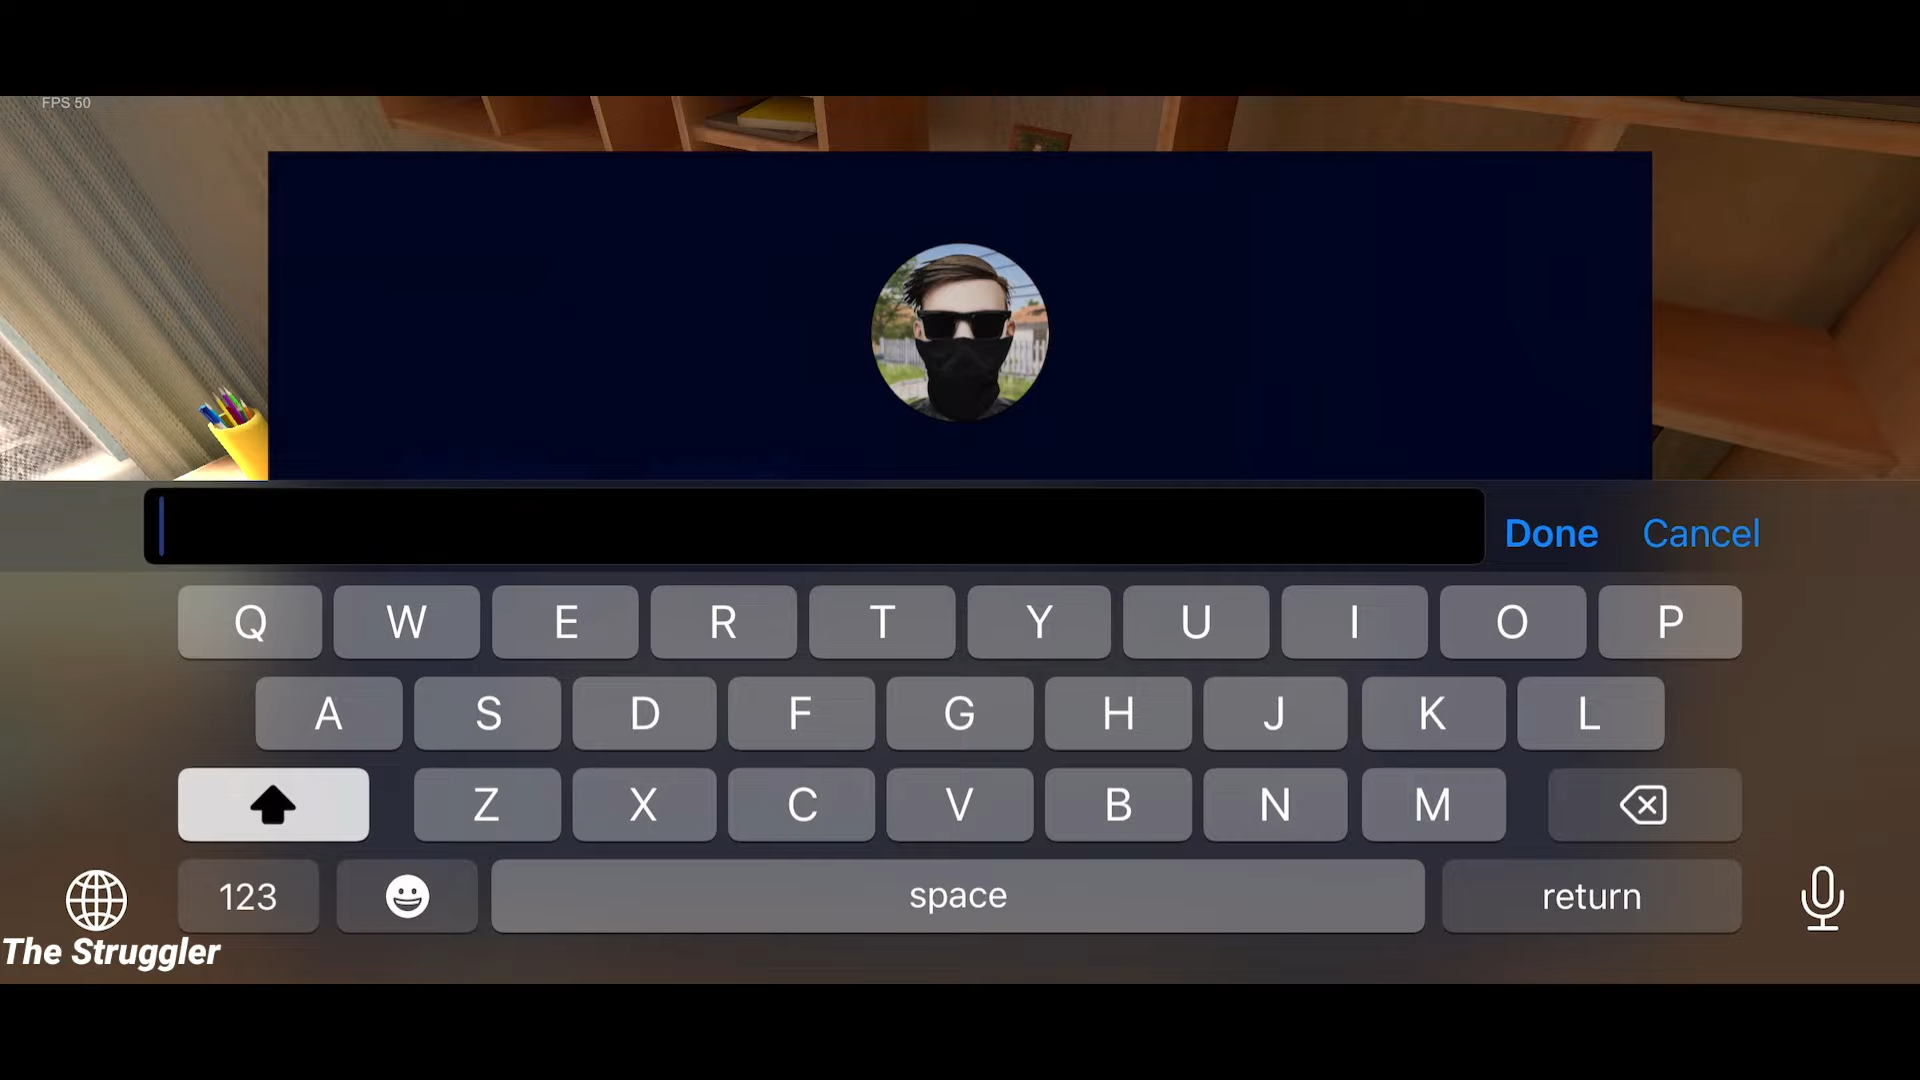 FPS 50
Done Cancel
Q W E R T Y U I O P
A S D F G H J K L
Z X C V B N M
123 space return
The Struggler